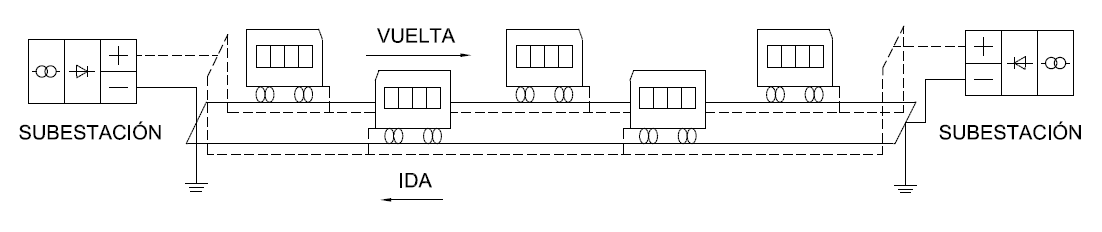 VUELTA
+
−
+
−
SUBESTACIÓN
SUBESTACIÓN
IDA